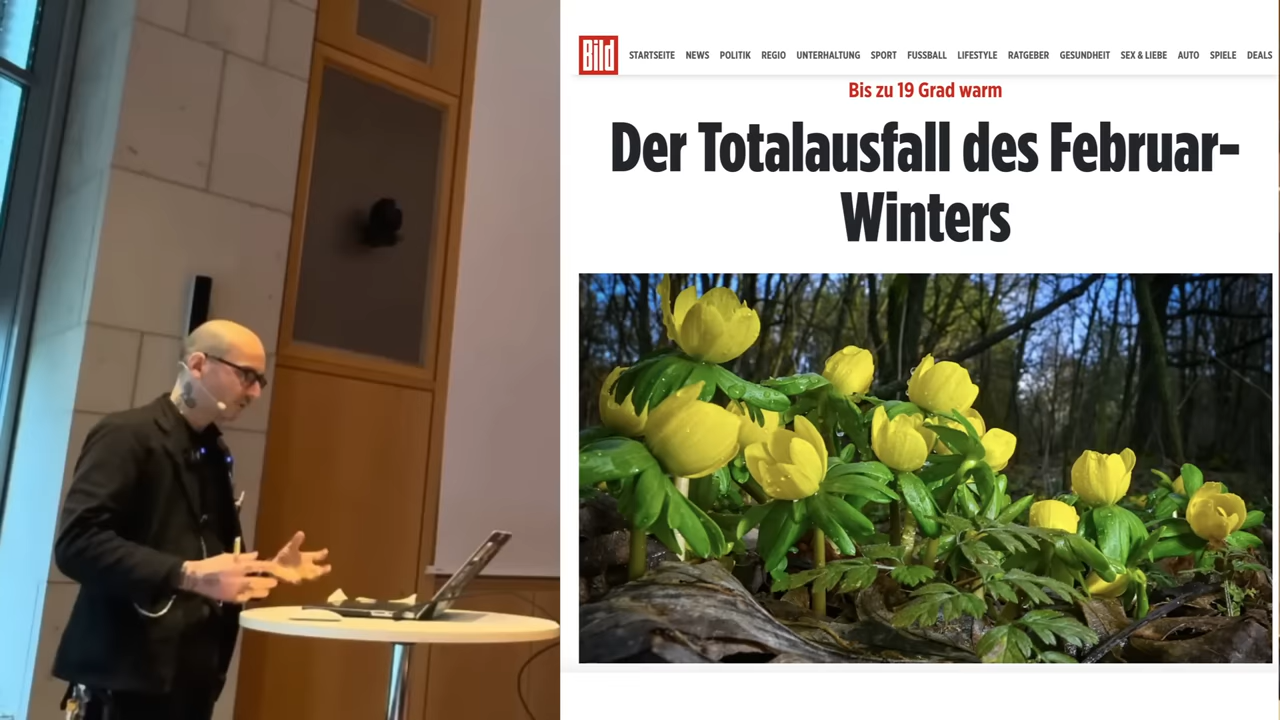 Bild
STARTSEITE NEWS POLITIK REGIO UNTERHALTUNG SPORT FUSSBALL LIFESTYLE RATGEBER GESUNDHEIT SEX & LIEBE AUTO SPIELE DEALS
Bis zu 19 Grad warm
Der Totalausfall des Februar-
Winters